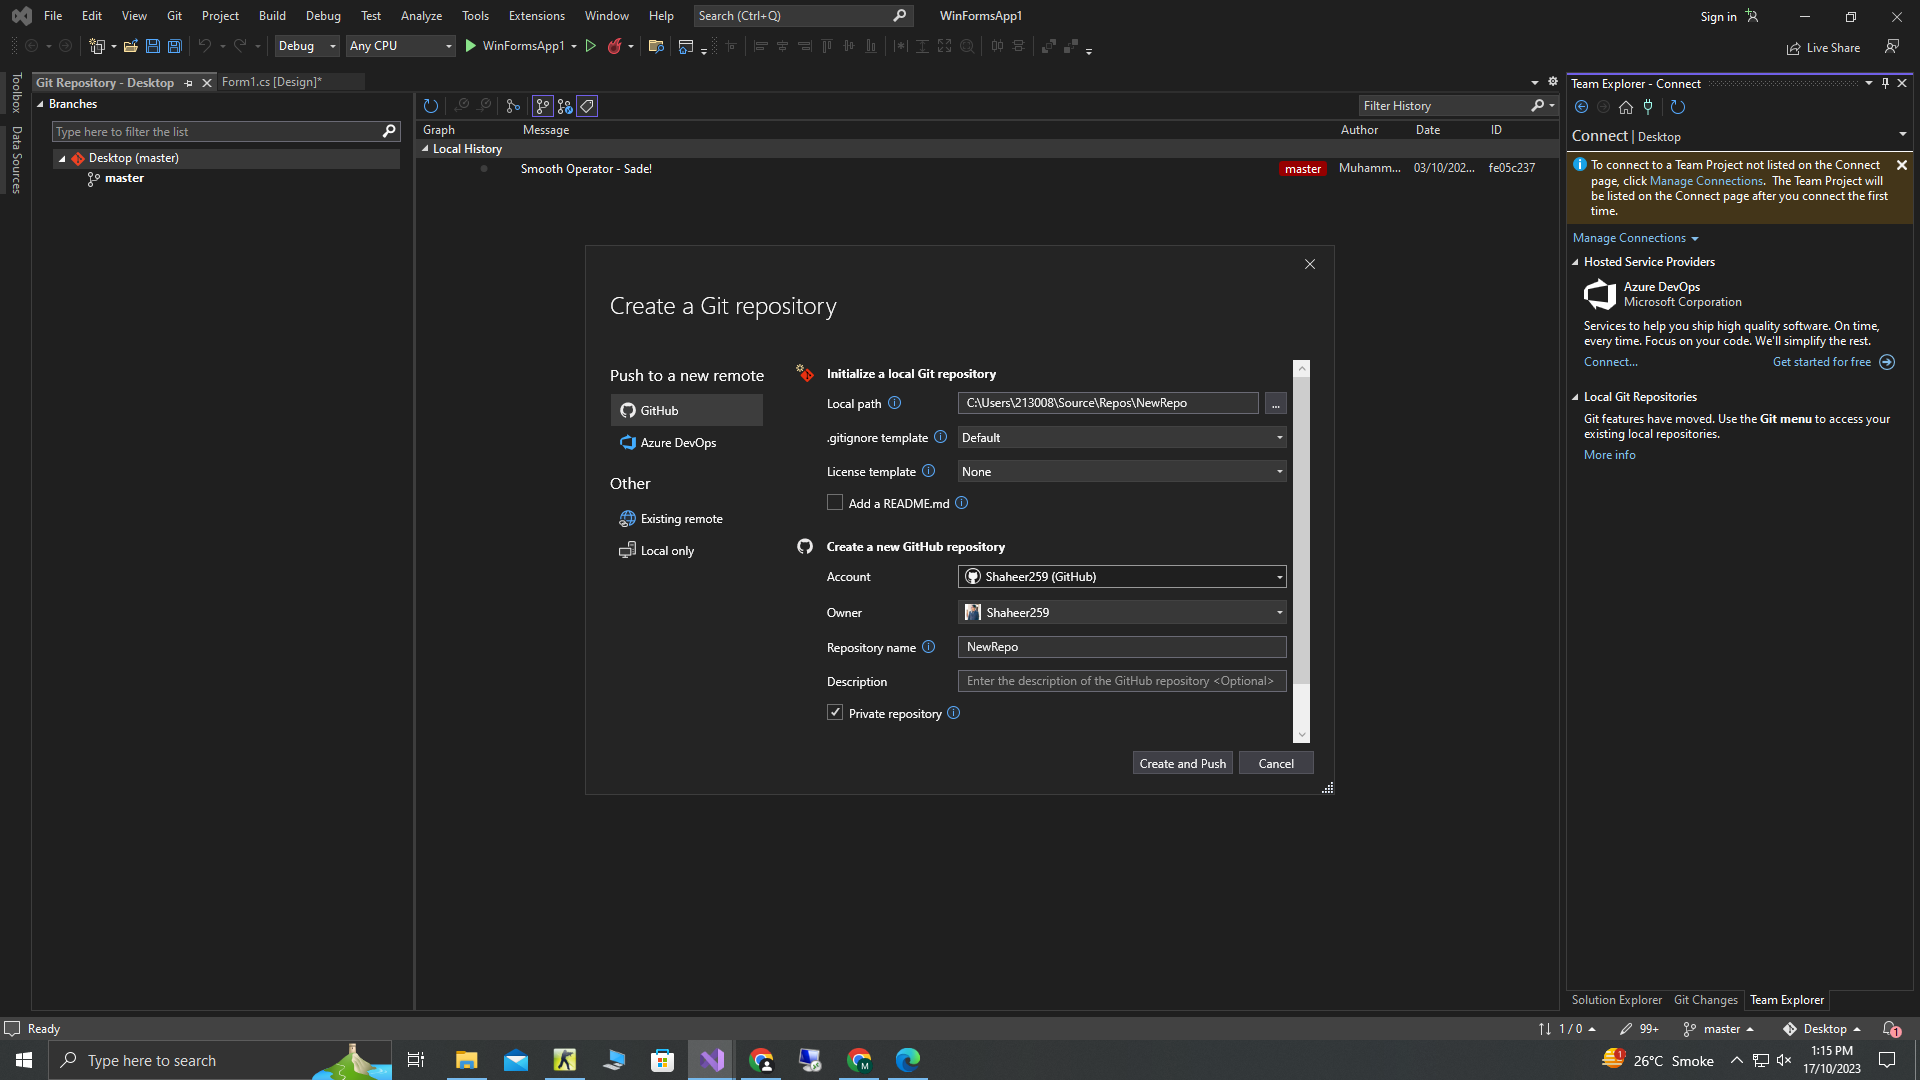 File Edit View Git Project Build Debug Test Analyze Tools Extensions Window Help Search (Ctrl+Q) WinFormsApp1 Sign in
Debug Any CPU WinFormsApp1 Live Share
Toolbox
Data Sources
Git Repository - Desktop Form1.cs [Design]*
Branches
Type here to filter the list
Desktop (master)
master
Filter History
Graph Message Author Date ID
Local History
Smooth Operator - Sade! master Muhamm... 03/10/202... fe05c237
Create a Git repository
Push to a new remote
GitHub
Azure DevOps
Other
Existing remote
Local only
Initialize a local Git repository
Local path C:\Users\213008\Source\Repos\NewRepo ...
.gitignore template Default
License template None
Add a README.md
Create a new GitHub repository
Account Shaheer259 (GitHub)
Owner Shaheer259
Repository name NewRepo
Description Enter the description of the GitHub repository <Optional>
Private repository
Create and Push Cancel
Team Explorer - Connect
Connect | Desktop
To connect to a Team Project not listed on the Connect
page, click Manage Connections. The Team Project will
be listed on the Connect page after you connect the first
time.
Manage Connections
Hosted Service Providers
Azure DevOps
Microsoft Corporation
Services to help you ship high quality software. On time,
every time. Focus on your code. We'll simplify the rest.
Connect... Get started for free
Local Git Repositories
Git features have moved. Use the Git menu to access your
existing local repositories.
More info
Solution Explorer Git Changes Team Explorer
Ready 1 / 0 99+ master Desktop 1
Type here to search 26°C Smoke 1:15 PM
17/10/2023